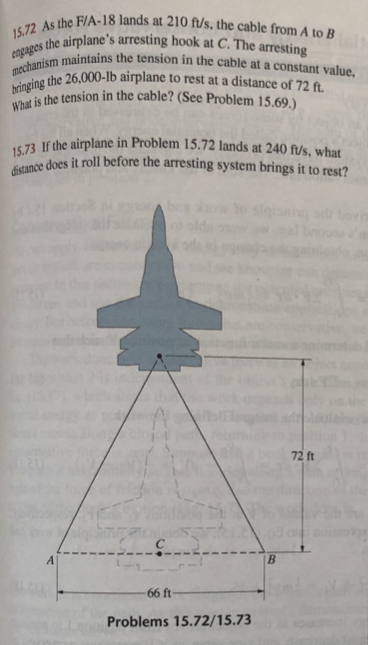 15.72 As the F/A-18 lands at 210 ft/s, the cable from A to B
engages the airplane's arresting hook at C. The arresting
mechanism maintains the tension in the cable at a constant value,
bringing the 26,000-lb airplane to rest at a distance of 72 ft.
What is the tension in the cable? (See Problem 15.69.)
15.73 If the airplane in Problem 15.72 lands at 240 ft/s, what
distance does it roll before the arresting system brings it to rest?
72 ft
C
A
B
66 ft
Problems 15.72/15.73